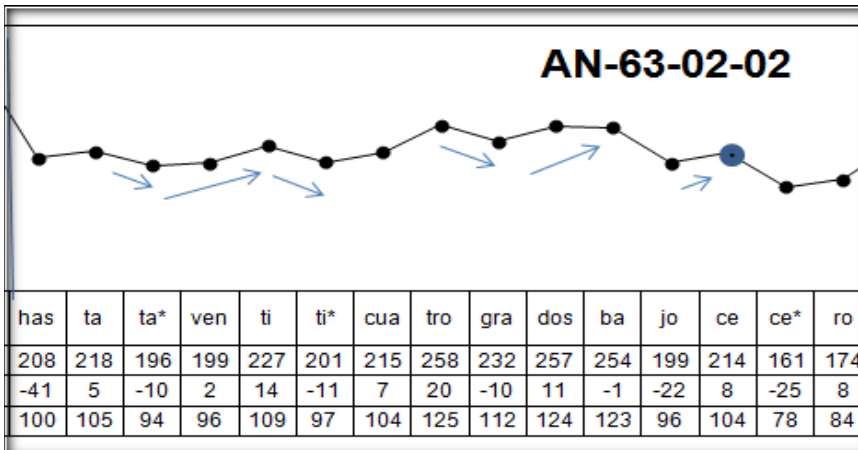 AN-63-02-02
has ta ta* ven ti ti* cua tro gra dos ba jo ce ce* ro
208 218 196 199 227 201 215 258 232 257 254 199 214 161 174
-41 5 -10 2 14 -11 7 20 -10 11 -1 -22 8 -25 8
100 105 94 96 109 97 104 125 112 124 123 96 104 78 84